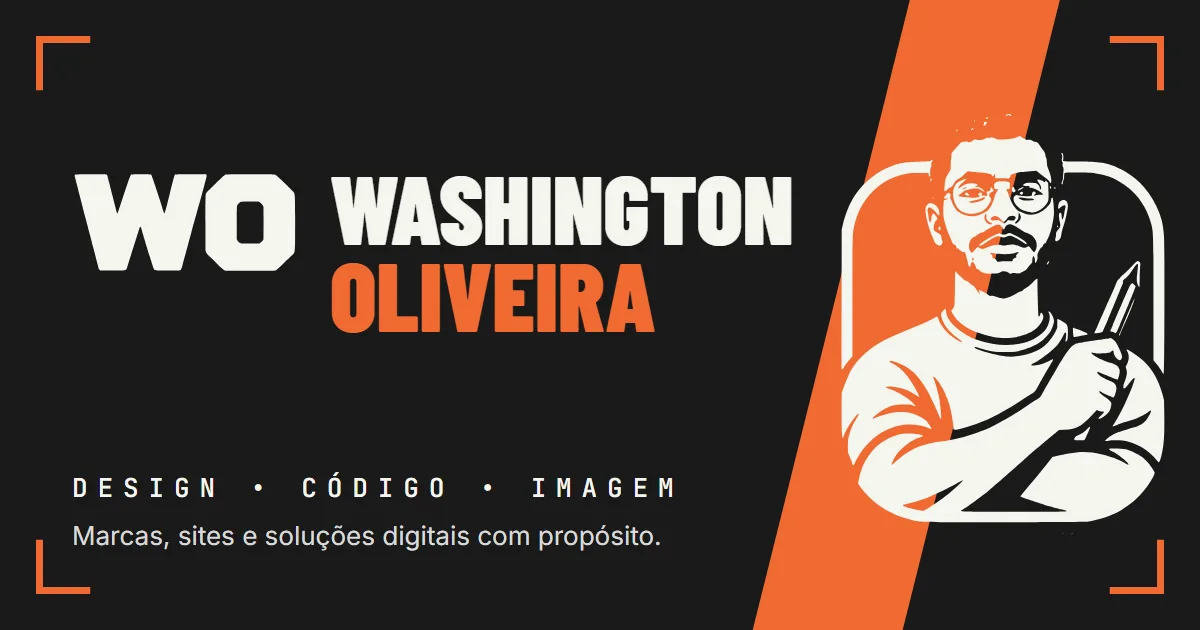 WO
WASHINGTON
OLIVEIRA
DESIGN • CÓDIGO • IMAGEM
Marcas, sites e soluções digitais com propósito.